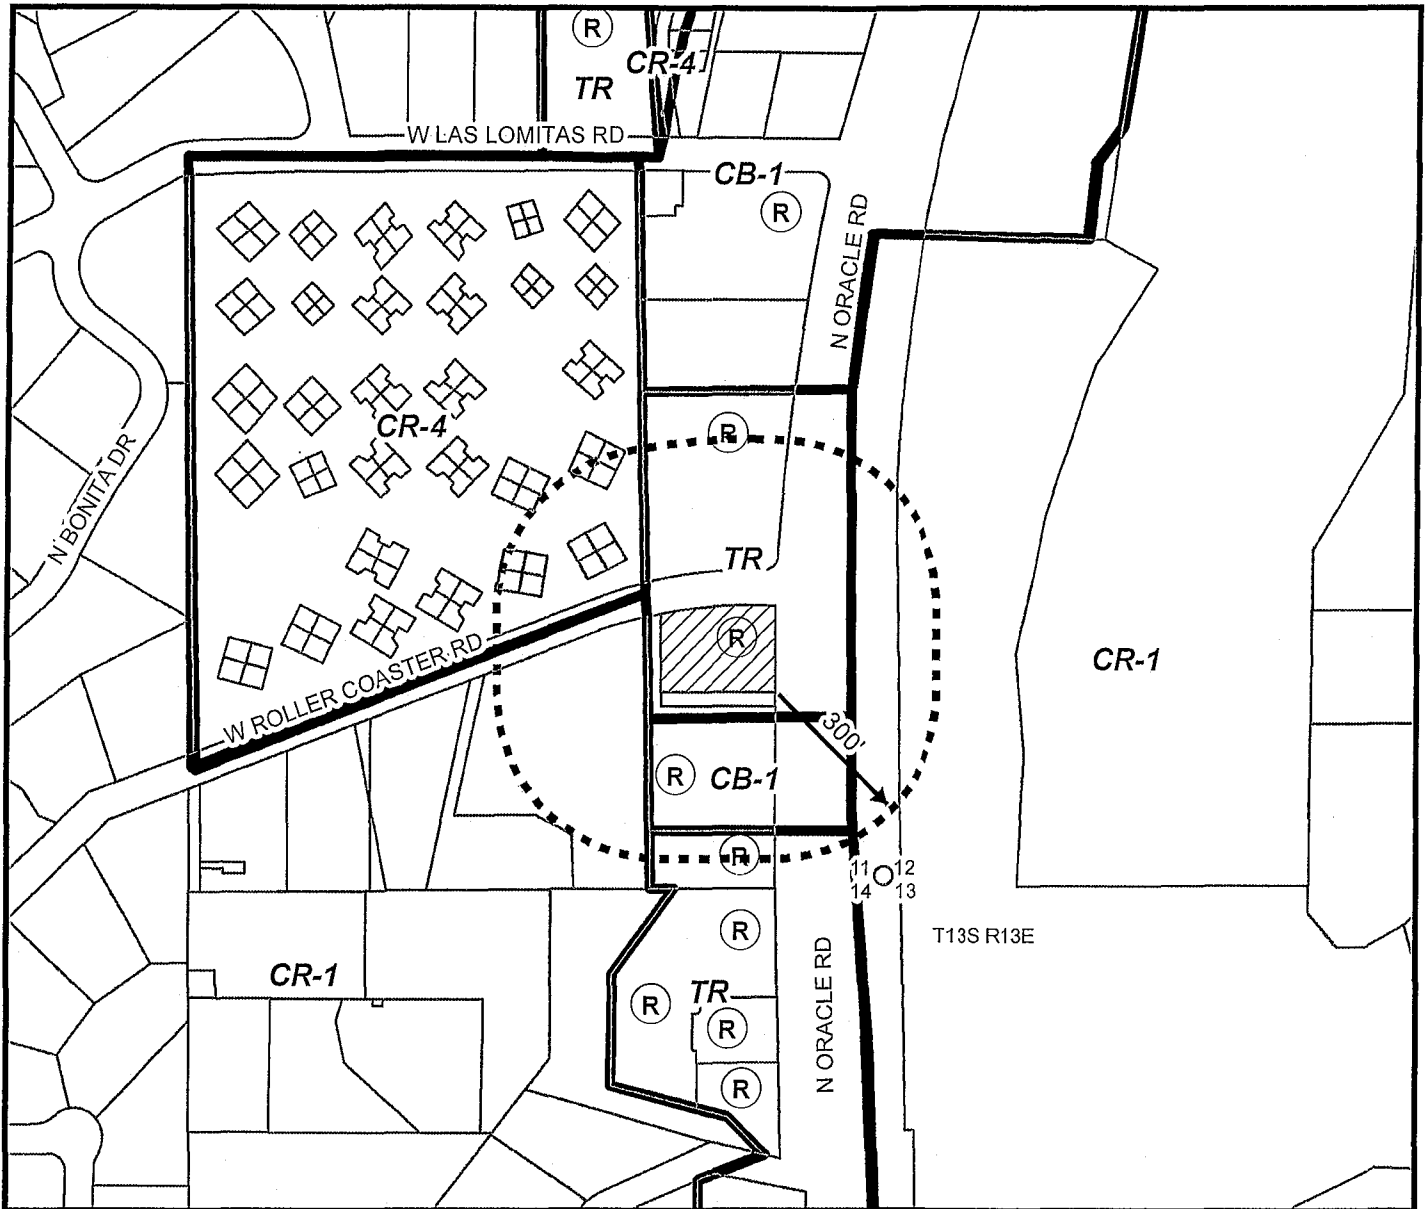 R
CR-4
TR
W LAS LOMITAS RD
CB-1
R
N ORACLE RD
R
CR-4
N BONITA DR
TR
R
CR-1
W ROLLER COASTER RD
300'
R
CB-1
R
11 12
14 13
R
T13S R13E
CR-1
N ORACLE RD
TR
R
R
R